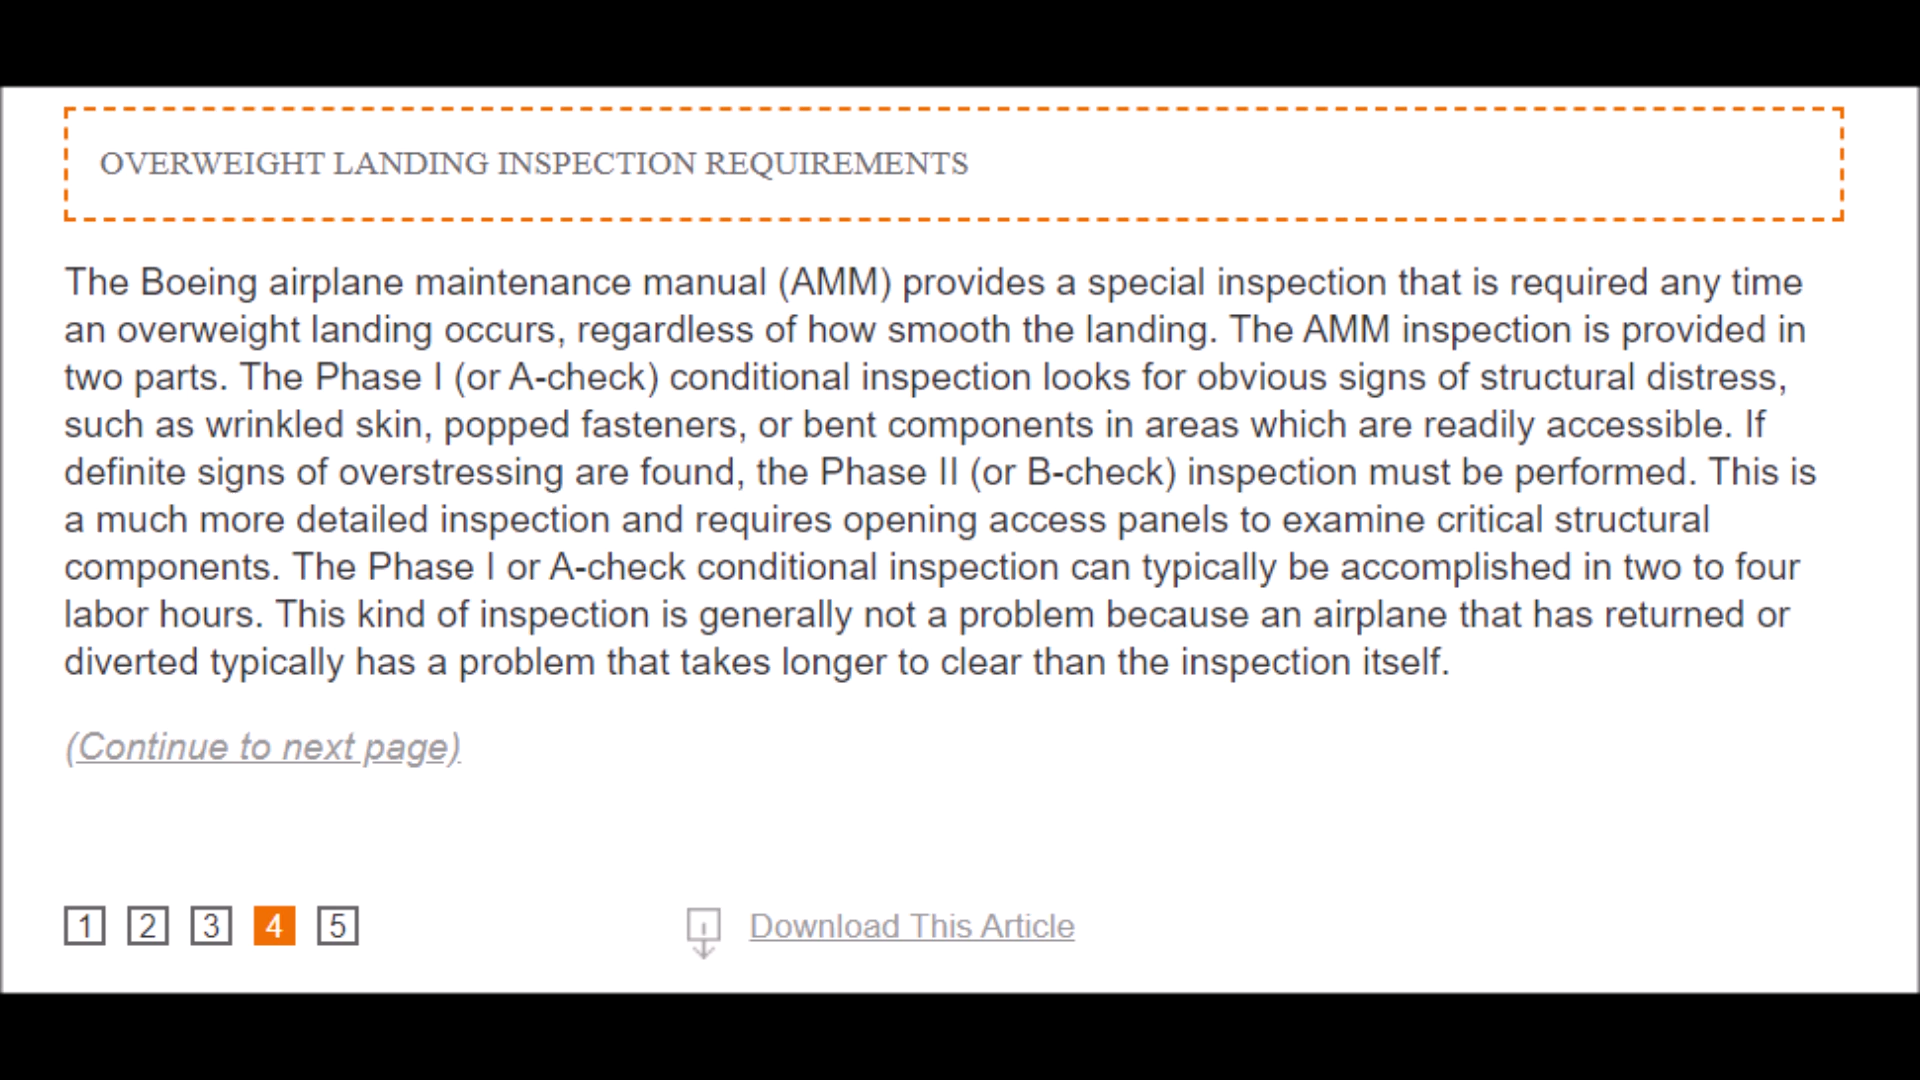 OVERWEIGHT LANDING INSPECTION REQUIREMENTS
The Boeing airplane maintenance manual (AMM) provides a special inspection that is required any time
an overweight landing occurs, regardless of how smooth the landing. The AMM inspection is provided in
two parts. The Phase I (or A-check) conditional inspection looks for obvious signs of structural distress,
such as wrinkled skin, popped fasteners, or bent components in areas which are readily accessible. If
definite signs of overstressing are found, the Phase II (or B-check) inspection must be performed. This is
a much more detailed inspection and requires opening access panels to examine critical structural
components. The Phase I or A-check conditional inspection can typically be accomplished in two to four
labor hours. This kind of inspection is generally not a problem because an airplane that has returned or
diverted typically has a problem that takes longer to clear than the inspection itself.
(Continue to next page)
1 2 3 4 5 Download This Article